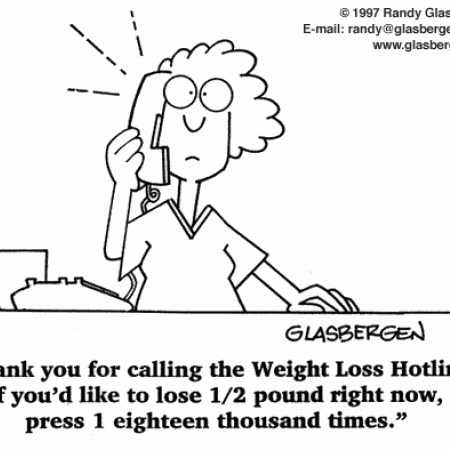 © 1997 Randy Glas
E-mail: randy@glasberge
www.glasberg
GLASBERGEN
ank you for calling the Weight Loss Hotlin
f you’d like to lose 1/2 pound right now,
press 1 eighteen thousand times.”